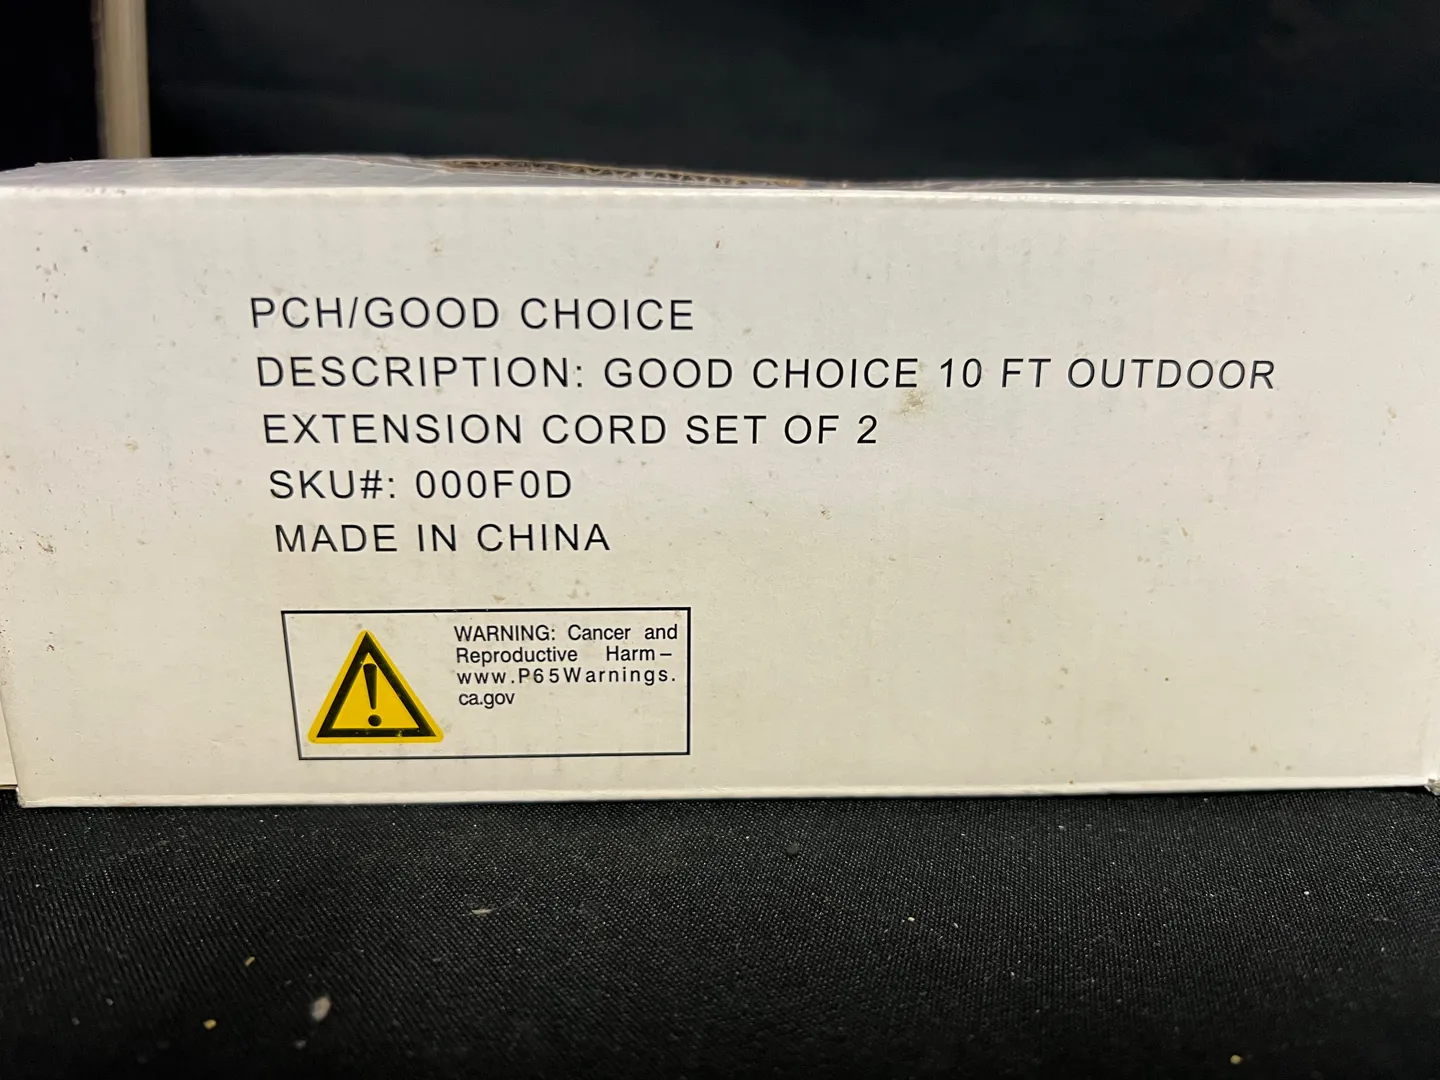 PCH/GOOD CHOICE
DESCRIPTION: GOOD CHOICE 10 FT OUTDOOR
EXTENSION CORD SET OF 2
SKU#: 000F0D
MADE IN CHINA
WARNING: Cancer and
Reproductive Harm –
www.P65Warnings.
ca.gov